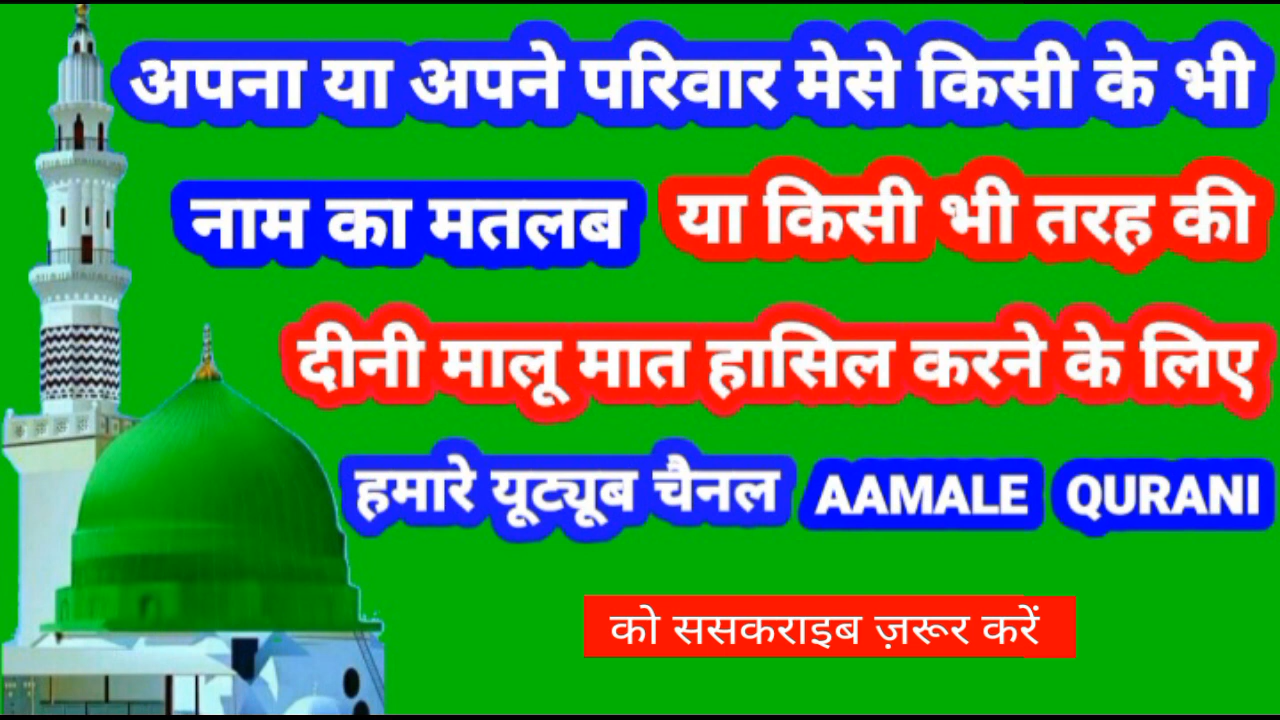 अपना या अपने परिवार मेसे किसी के भी
नाम का मतलब या किसी भी तरह की
दीनी मालू मात हासिल करने के लिए
हमारे यूट्यूब चैनल AAMALE QURANI
को ससकराइब ज़रूर करें